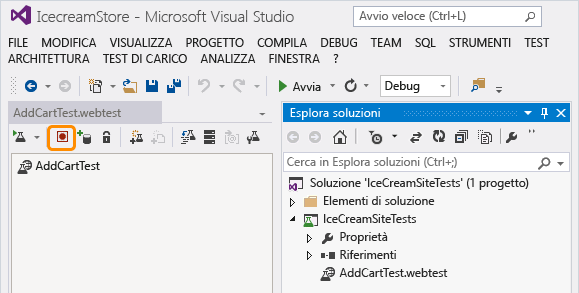 IcecreamStore - Microsoft Visual Studio
Avvio veloce (Ctrl+L)
FILE MODIFICA VISUALIZZA PROGETTO COMPILA DEBUG TEAM SQL STRUMENTI TEST
ARCHITETTURA TEST DI CARICO ANALIZZA FINESTRA ?
Avvia Debug
AddCartTest.webtest
AddCartTest
Esplora soluzioni
Cerca in Esplora soluzioni (Ctrl+;)
Soluzione 'IceCreamSiteTests' (1 progetto)
Elementi di soluzione
IceCreamSiteTests
Proprietà
Riferimenti
AddCartTest.webtest